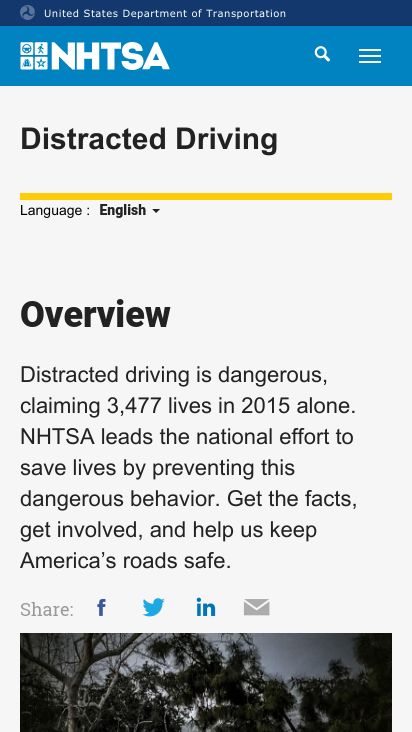 United States Department of Transportation
NHTSA
Distracted Driving
Language : English
Overview
Distracted driving is dangerous,
claiming 3,477 lives in 2015 alone.
NHTSA leads the national effort to
save lives by preventing this
dangerous behavior. Get the facts,
get involved, and help us keep
America’s roads safe.
Share: